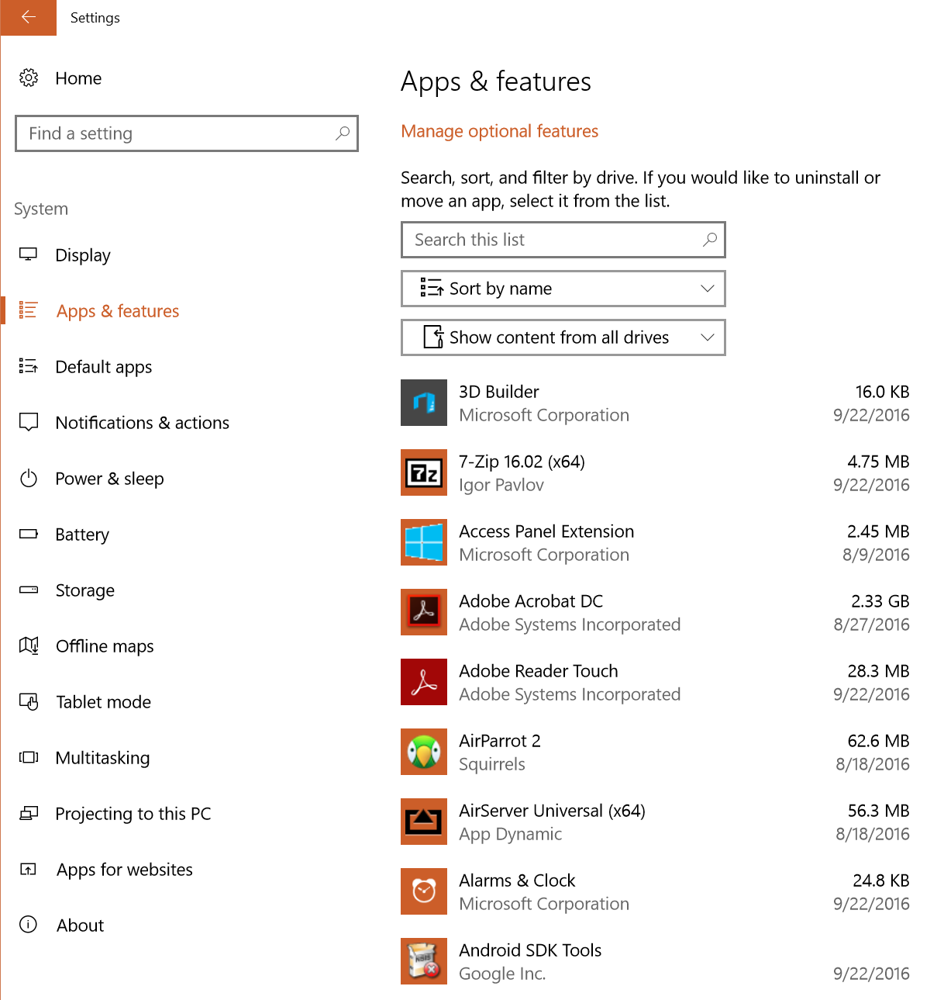 Settings
Home
Find a setting
System
Display
Apps & features
Default apps
Notifications & actions
Power & sleep
Battery
Storage
Offline maps
Tablet mode
Multitasking
Projecting to this PC
Apps for websites
About
Apps & features
Manage optional features
Search, sort, and filter by drive. If you would like to uninstall or
move an app, select it from the list.
Search this list
Sort by name
Show content from all drives
3D Builder 16.0 KB
Microsoft Corporation 9/22/2016
7z
7-Zip 16.02 (x64) 4.75 MB
Igor Pavlov 9/22/2016
Access Panel Extension 2.45 MB
Microsoft Corporation 8/9/2016
Adobe Acrobat DC 2.33 GB
Adobe Systems Incorporated 8/27/2016
Adobe Reader Touch 28.3 MB
Adobe Systems Incorporated 9/22/2016
AirParrot 2 62.6 MB
Squirrels 8/18/2016
AirServer Universal (x64) 56.3 MB
App Dynamic 8/18/2016
Alarms & Clock 24.8 KB
Microsoft Corporation 9/22/2016
NSIS
Android SDK Tools
Google Inc. 9/22/2016